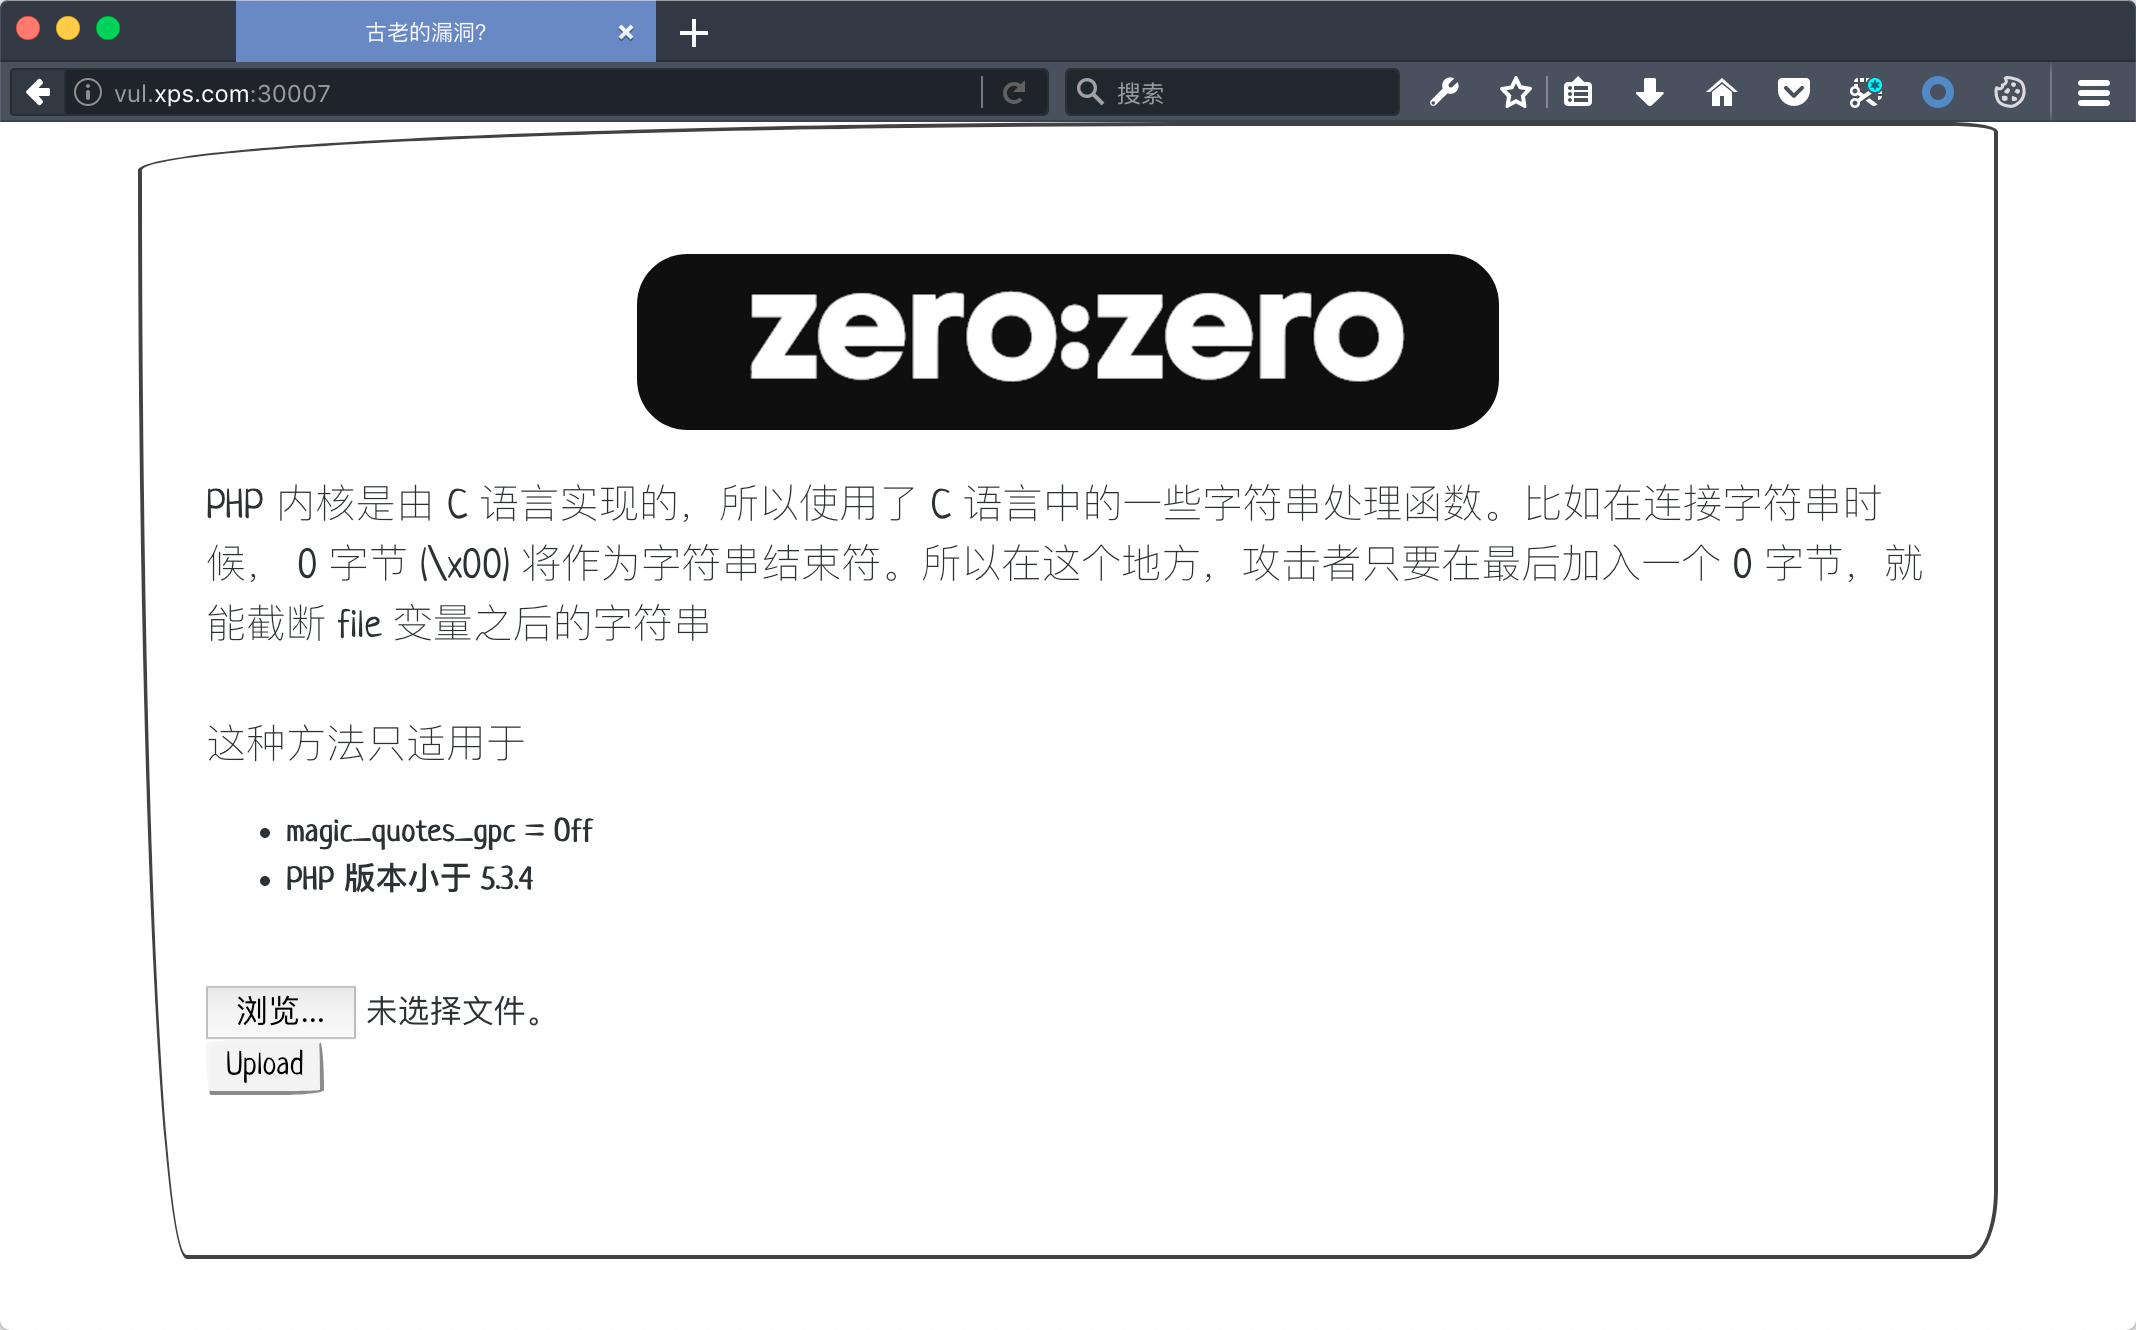 古老的漏洞?
vul.xps.com:30007
搜索
zero:zero
PHP 内核是由 C 语言实现的，所以使用了 C 语言中的一些字符串处理函数。比如在连接字符串时
候， 0 字节 (\x00) 将作为字符串结束符。所以在这个地方，攻击者只要在最后加入一个 0 字节，就
能截断 file 变量之后的字符串
这种方法只适用于
• magic_quotes_gpc = Off
• PHP 版本小于 5.3.4
浏览... 未选择文件。
Upload